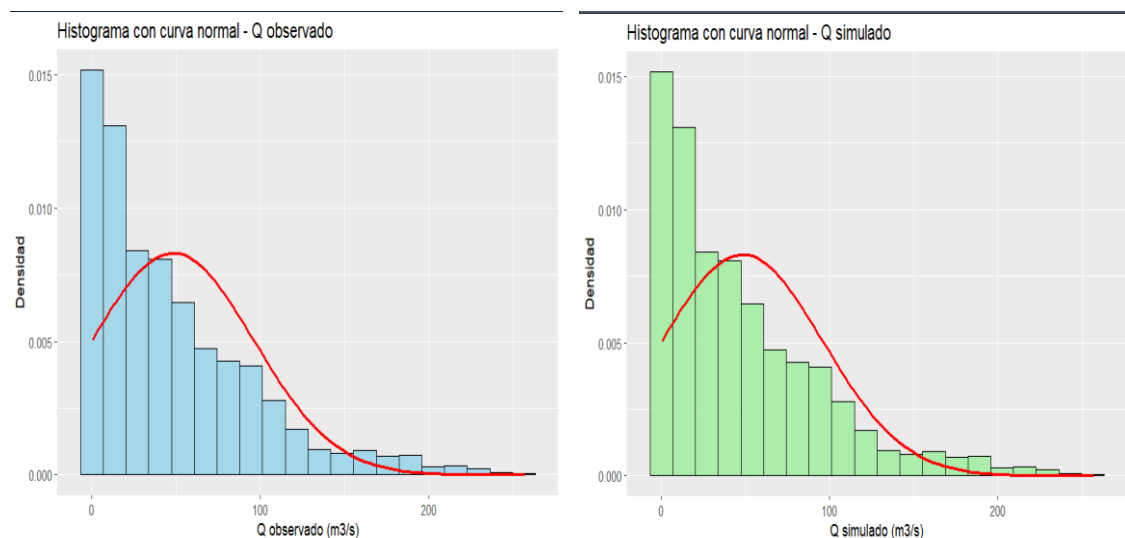 Histograma con curva normal - Q observado
0.015
0.010
0.005
0.000
Densidad
0
100
200
Q observado (m3/s)
Histograma con curva normal - Q simulado
0.015
0.010
0.005
0.000
Densidad
0
100
200
Q simulado (m3/s)